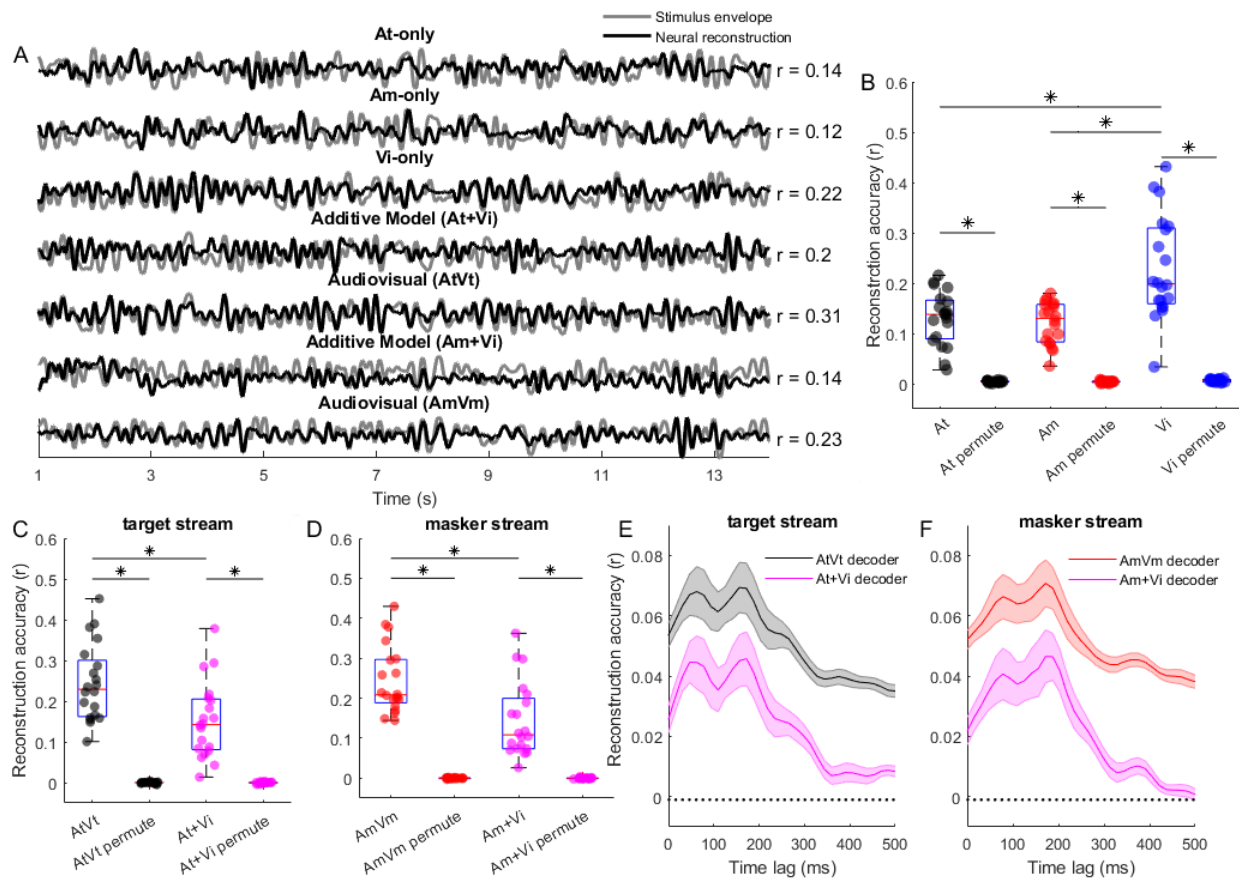 Stimulus envelope
Neural reconstruction
A
At-only
r = 0.14
Am-only
r = 0.12
Vi-only
r = 0.22
Additive Model (At+Vi)
r = 0.2
Audiovisual (AtVt)
r = 0.31
Additive Model (Am+Vi)
r = 0.14
Audiovisual (AmVm)
r = 0.23
1 3 5 7 9 11 13
Time (s)
B
Reconstrction accuracy (r)
0.6
0.5
0.4
0.3
0.2
0.1
0
* * * * *
At At permute Am Am permute Vi Vi permute
C
target stream
Reconstruction accuracy (r)
0.6
0.5
0.4
0.3
0.2
0.1
0
* * *
AtVt AtVt permute At+Vi At+Vi permute
D
masker stream
0.6
0.5
0.4
0.3
0.2
0.1
0
* * *
AmVm AmVm permute Am+Vi Am+Vi permute
E
target stream
AtVt decoder
At+Vi decoder
Reconstruction accuracy (r)
0.08
0.06
0.04
0.02
0
0 100 200 300 400 500
Time lag (ms)
F
masker stream
AmVm decoder
Am+Vi decoder
0.08
0.06
0.04
0.02
0
0 100 200 300 400 500
Time lag (ms)